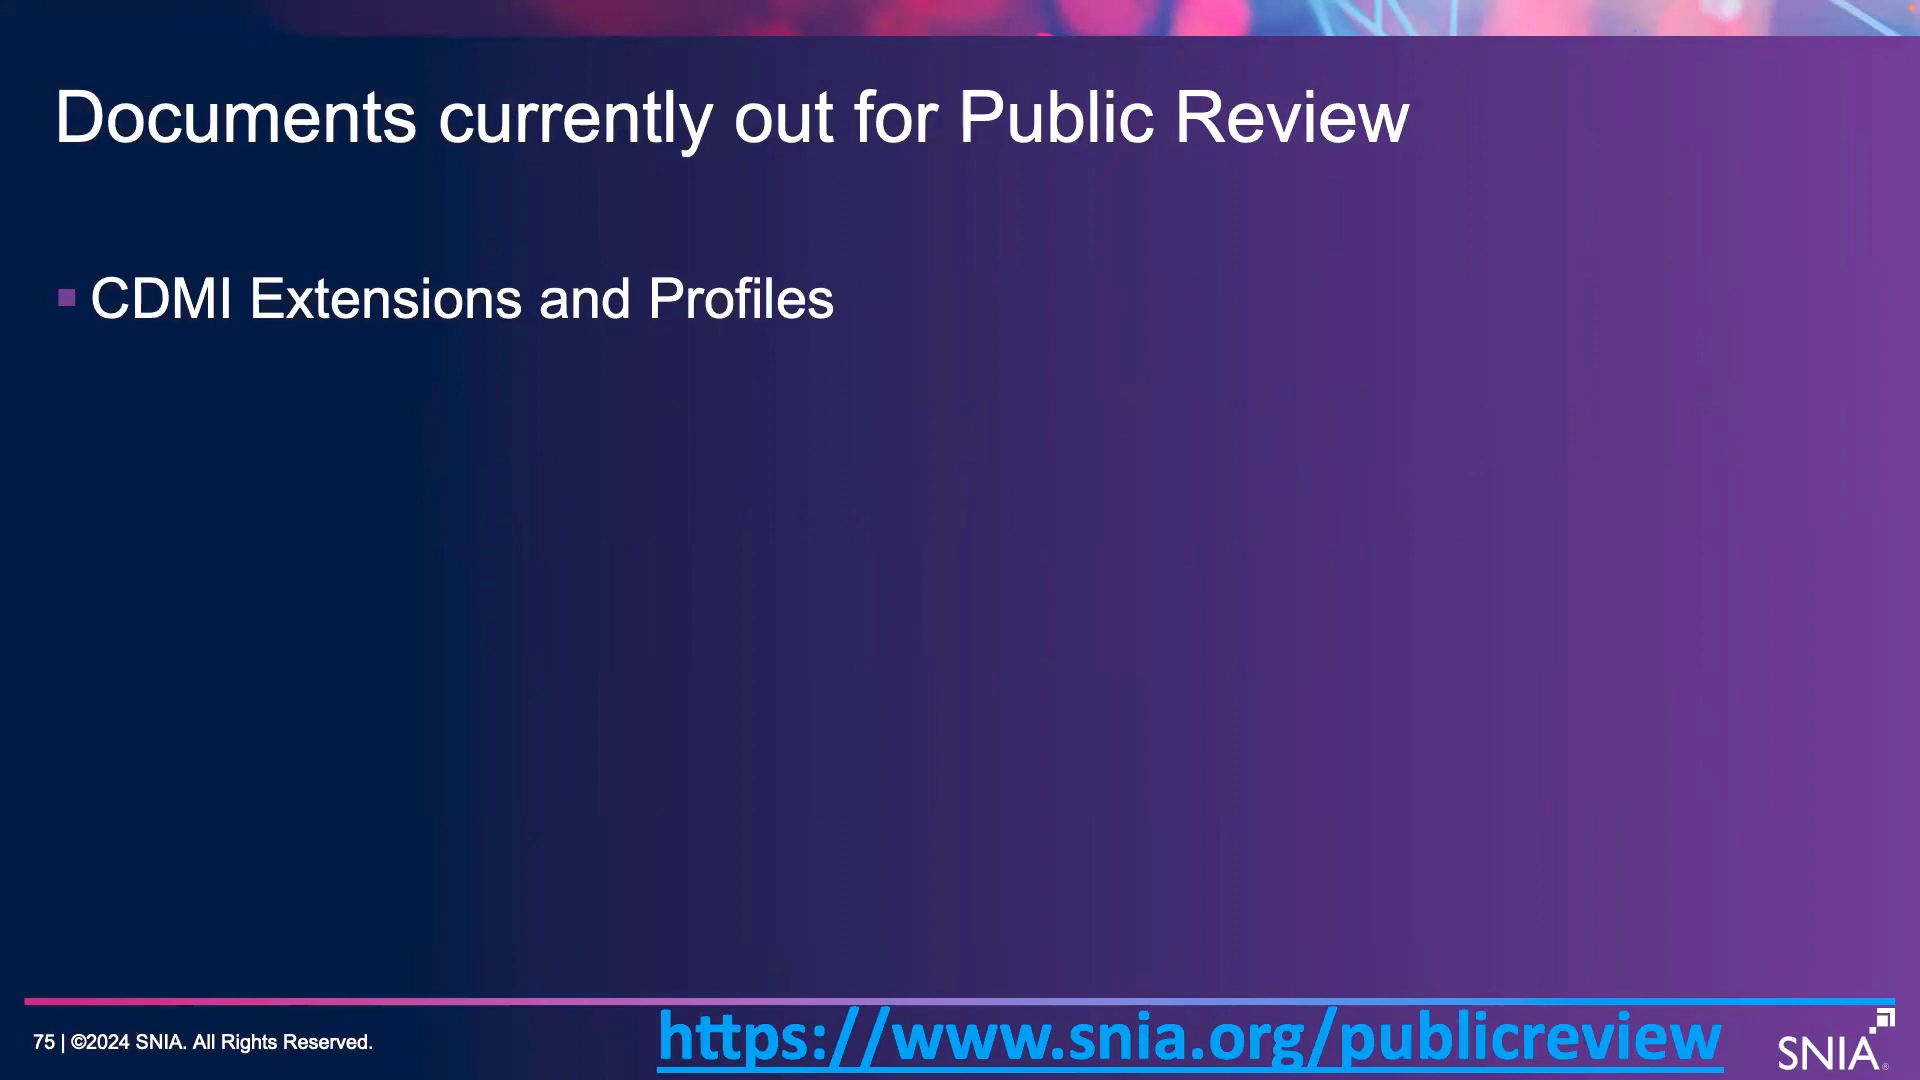 Documents currently out for Public Review
▪ CDMI Extensions and Profiles
75 | ©2024 SNIA. All Rights Reserved.
https://www.snia.org/publicreview
SNIA®